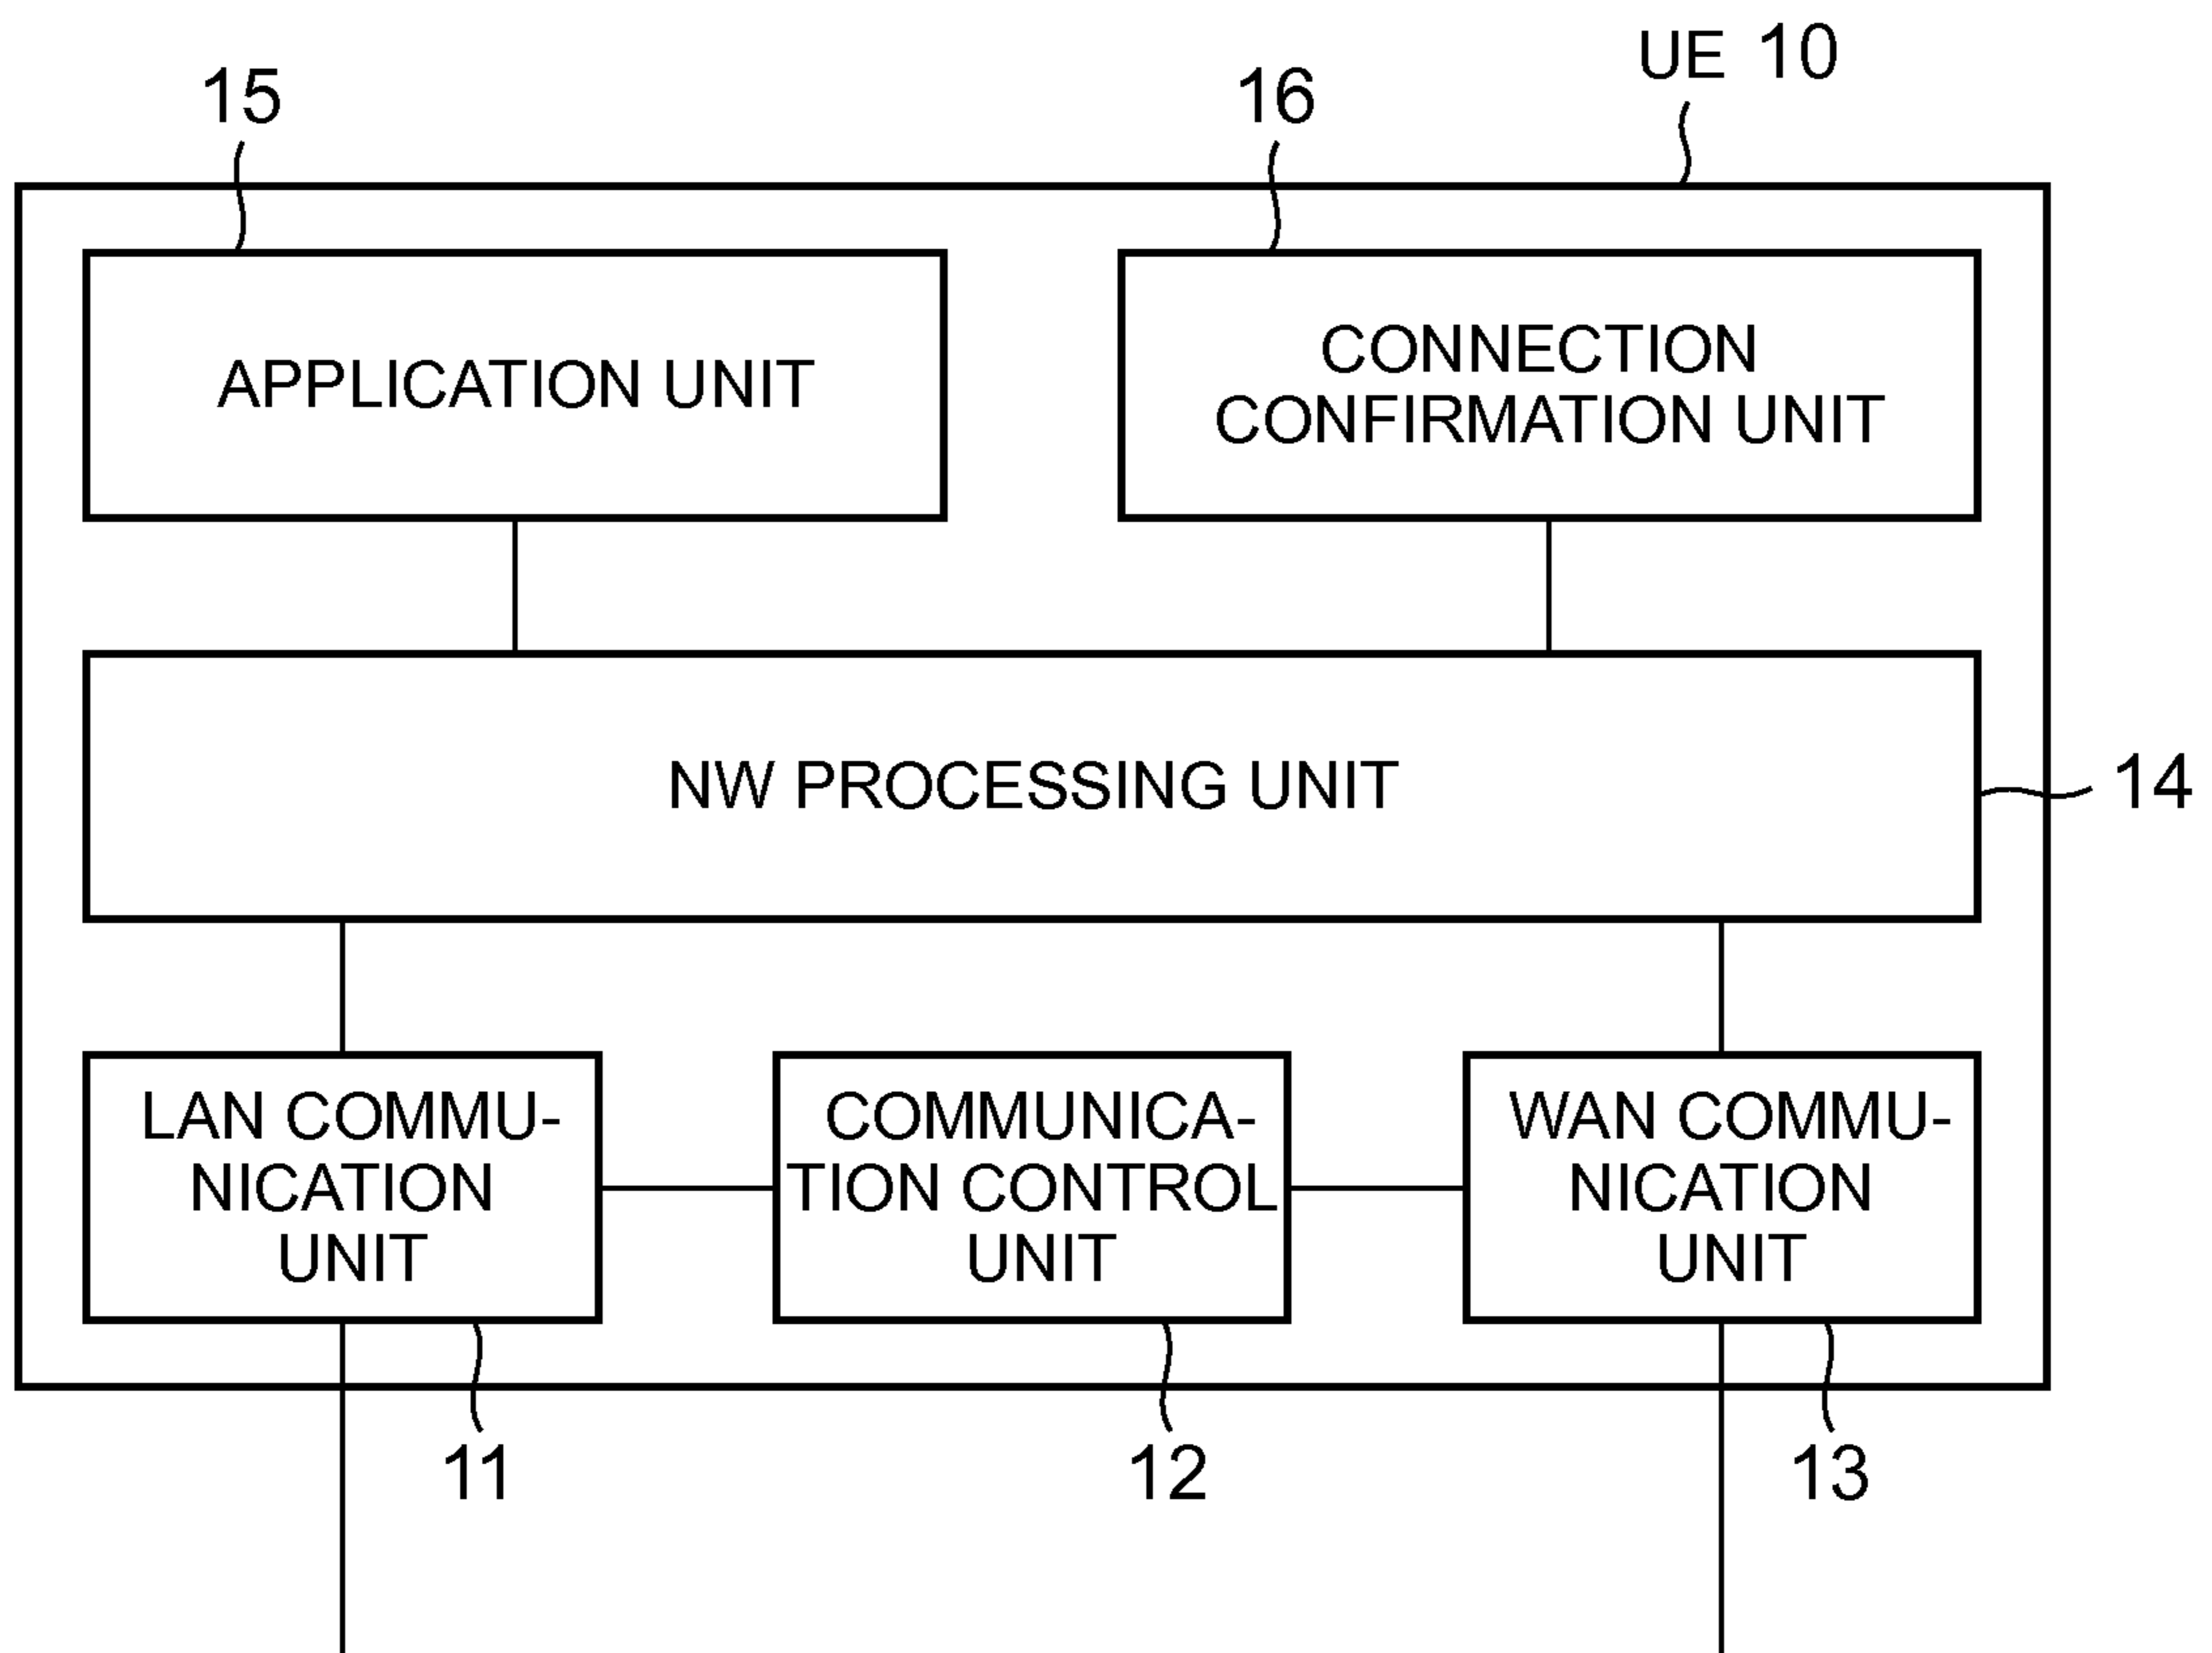 UE 10
15
16
APPLICATION UNIT
CONNECTION
CONFIRMATION UNIT
NW PROCESSING UNIT
14
LAN COMMU-
NICATION
UNIT
COMMUNICA-
TION CONTROL
UNIT
WAN COMMU-
NICATION
UNIT
11
12
13